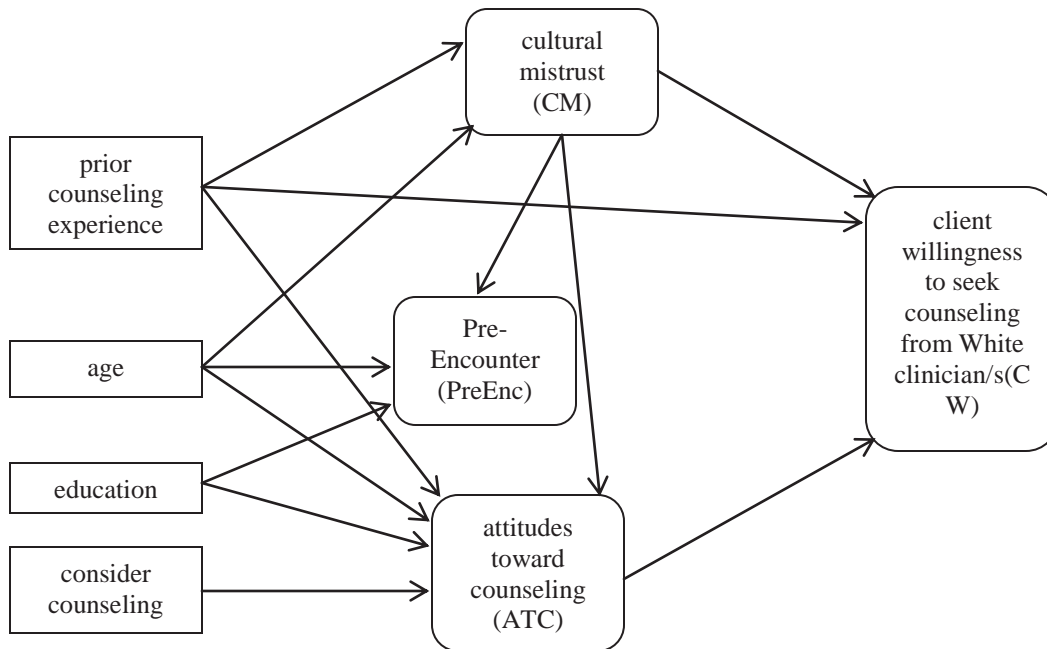 cultural
mistrust
(CM)
prior
counseling
experience
client
willingness
to seek
counseling
from White
clinician/s(C
W)
Pre-
Encounter
(PreEnc)
age
education
attitudes
toward
counseling
(ATC)
consider
counseling